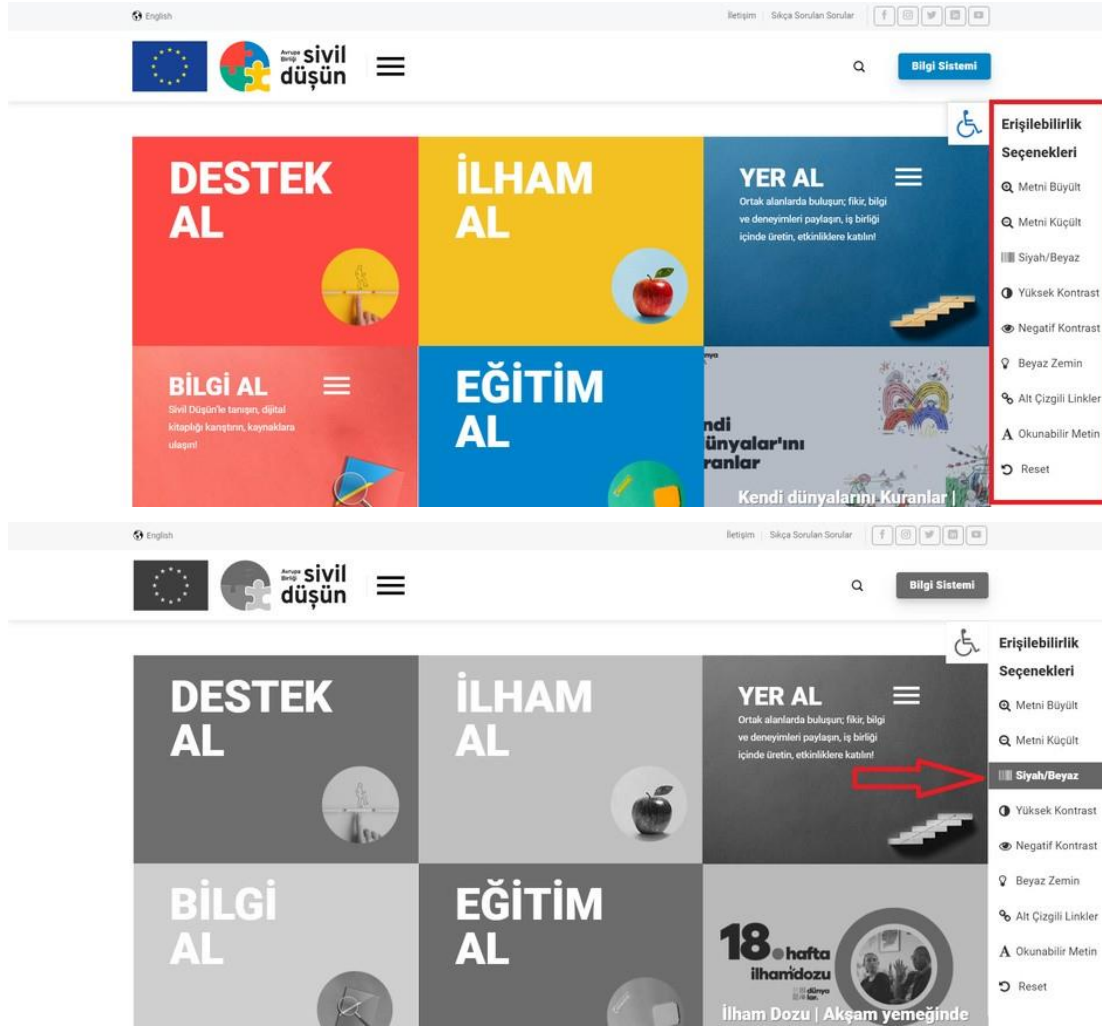 English
İletişim Sıkça Sorulan Sorular
Avrupa Birliği sivil düşün
Bilgi Sistemi
DESTEK
AL
İLHAM
AL
YER AL
Ortak alanlarda buluşun; fikir, bilgi
ve deneyimleri paylaşın, iş birliği
içinde üretin, etkinliklere katılın!
BİLGİ AL
Sivil Düşün'le tanışın, dijital
kitaplığı karıştırın, kaynaklara
ulaşın!
EĞİTİM
AL
ndi
ünyalar'ını
ranlar
Kendi dünyalarını Kuranlar |
Erişilebilirlik
Seçenekleri
Metni Büyült
Metni Küçült
Siyah/Beyaz
Yüksek Kontrast
Negatif Kontrast
Beyaz Zemin
Alt Çizgili Linkler
Okunabilir Metin
Reset
English
İletişim Sıkça Sorulan Sorular
Avrupa Birliği sivil düşün
Bilgi Sistemi
DESTEK
AL
İLHAM
AL
YER AL
Ortak alanlarda buluşun; fikir, bilgi
ve deneyimleri paylaşın, iş birliği
içinde üretin, etkinliklere katılın!
BİLGİ
AL
EĞİTİM
AL
18. hafta
ilhamdozu
dünya
lar.
İlham Dozu | Akşam yemeğinde
Erişilebilirlik
Seçenekleri
Metni Büyült
Metni Küçült
Siyah/Beyaz
Yüksek Kontrast
Negatif Kontrast
Beyaz Zemin
Alt Çizgili Linkler
Okunabilir Metin
Reset